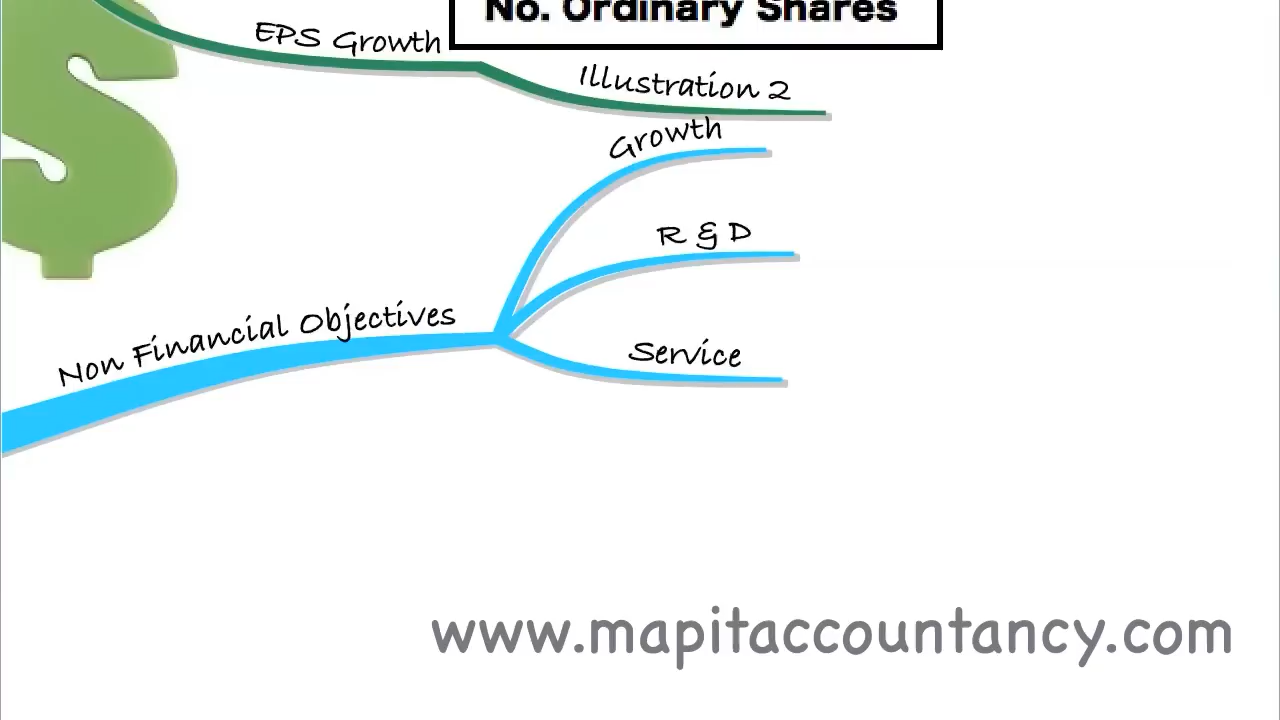 No. Ordinary Shares
EPS Growth
Illustration 2
Growth
R & D
Non Financial Objectives
Service
www.mapitaccountancy.com